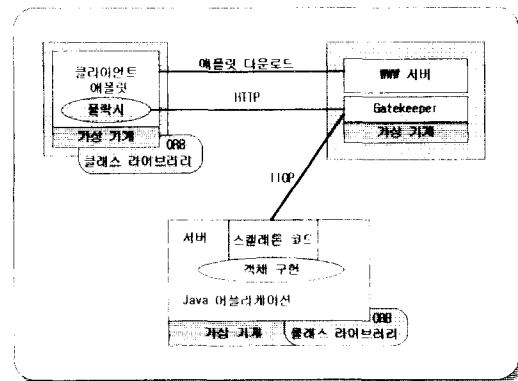 클라이언트
애플릿
애플릿 다운로드
WWW 서버
HTTP
Gatekeeper
가상 기계
가상 기계
ORB
클래스 라이브러리
IIOP
서버
스켈레톤 코드
객체 구현
Java 어플리케이션
가상 기계
ORB
클래스 라이브러리